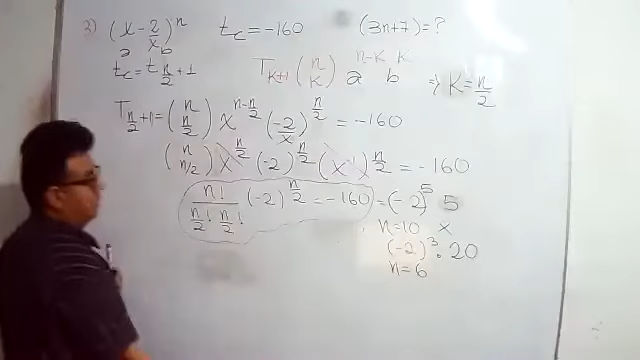 3) (x - 2/x)^n t_c = -160 (3n+7) = ?
a b
t_c = t_{n/2+1} T_{k+1} (n k) a^{n-k} b^k ⇒ K = n/2
T_{n/2+1} = (n n/2) x^{n-n/2} (-2/x)^{n/2} = -160
(n n/2) x^{n/2} (-2)^{n/2} (x^{-1})^{n/2} = -160
n!/(n/2! n/2!) (-2)^{n/2} = -160 = (-2)^5 5
n=10 x
(-2)^3 · 20
n=6